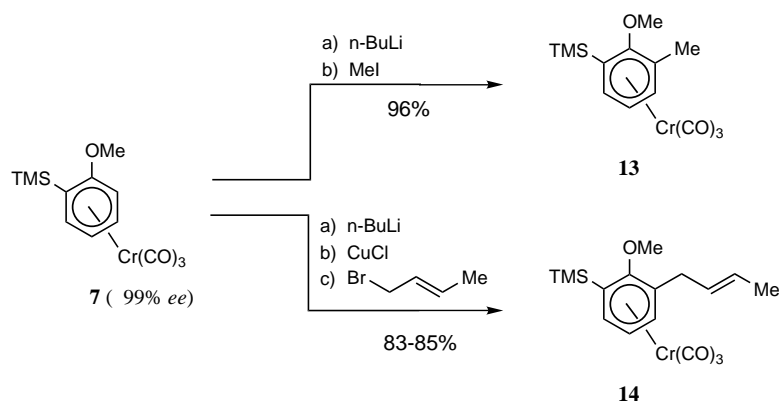 a) n-BuLi
b) MeI
96%
OMe
TMS
Me
Cr(CO)3
13
OMe
TMS
Cr(CO)3
7 ( 99% ee)
a) n-BuLi
b) CuCl
c) Br
Me
83-85%
OMe
TMS
Me
Cr(CO)3
14